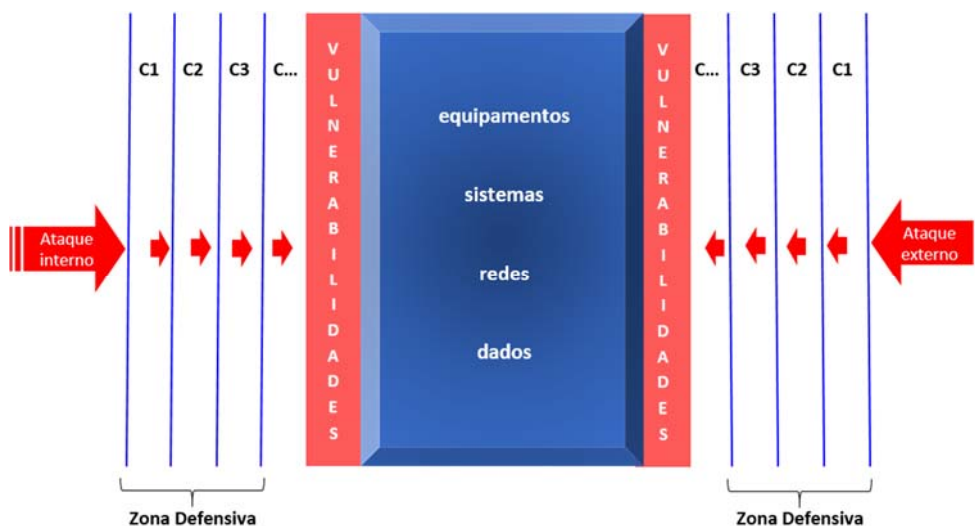 C1 C2 C3 C...
VULNERABILIDADES
equipamentos
sistemas
redes
dados
VULNERABILIDADES
C... C3 C2 C1
Ataque
interno
Ataque
externo
Zona Defensiva
Zona Defensiva